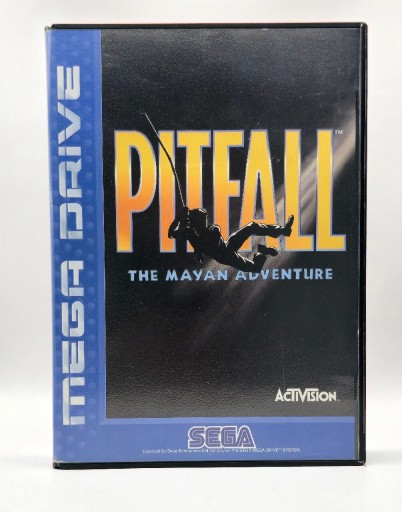 MEGA DRIVE
PITFALL™
THE MAYAN ADVENTURE
ACTIVISION.
SEGA